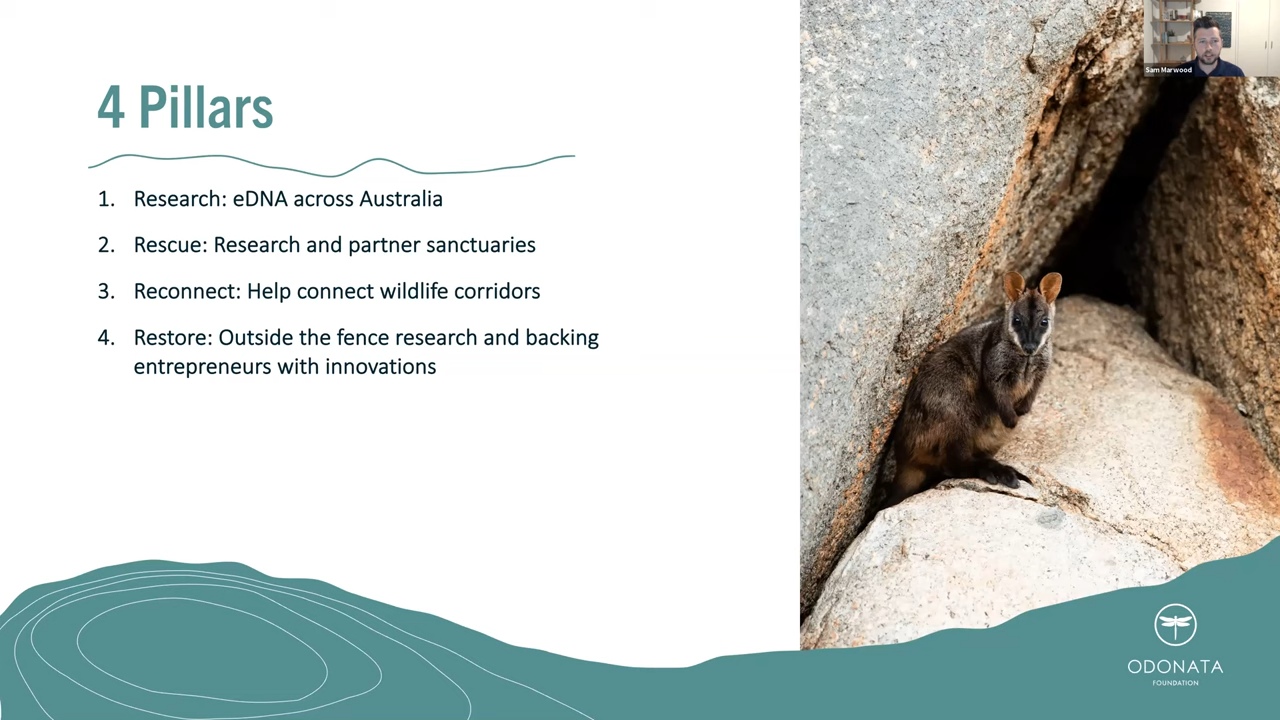 Sam Marwood
4 Pillars
1. Research: eDNA across Australia
2. Rescue: Research and partner sanctuaries
3. Reconnect: Help connect wildlife corridors
4. Restore: Outside the fence research and backing
entrepreneurs with innovations
ODONATA
FOUNDATION